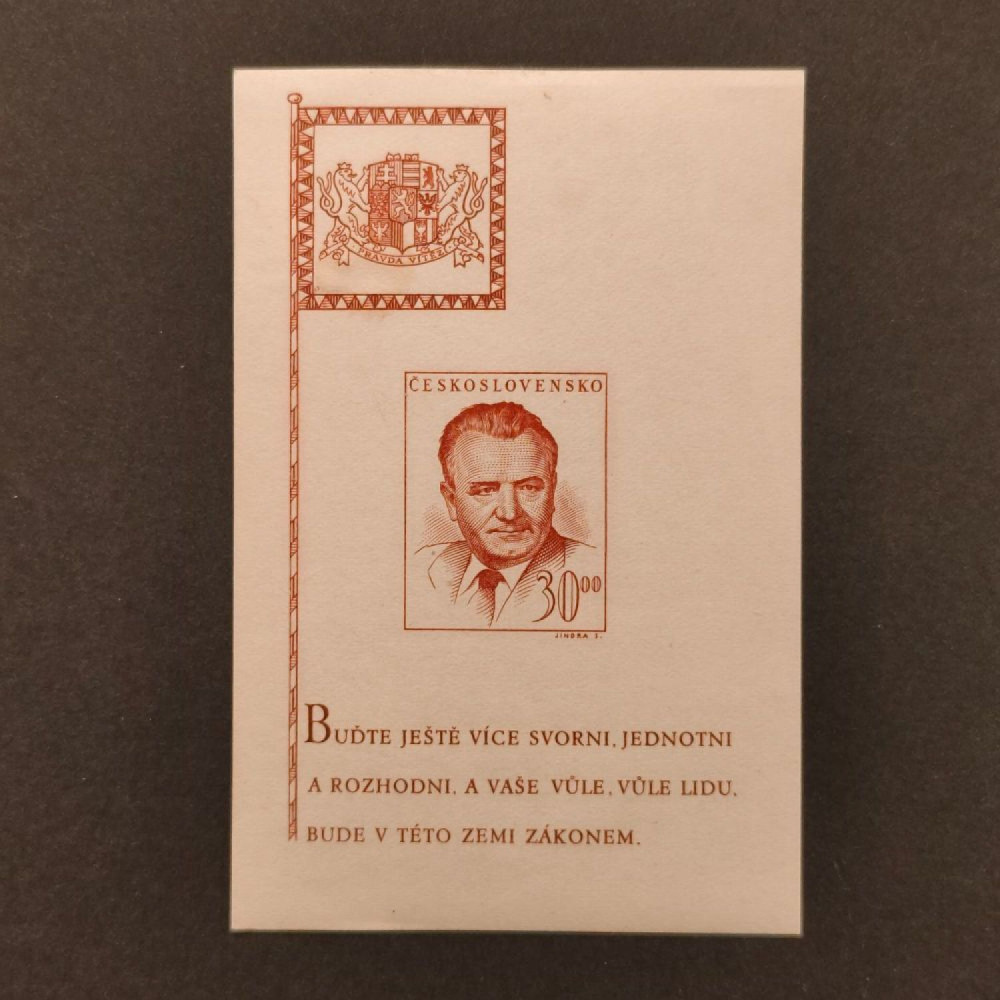 PRAVDA VÍTĚZÍ
ČESKOSLOVENSKO
30⁰⁰
JINDRA S.
BUĎTE JEŠTĚ VÍCE SVORNI, JEDNOTNI
A ROZHODNI, A VAŠE VŮLE, VŮLE LIDU,
BUDE V TÉTO ZEMI ZÁKONEM.